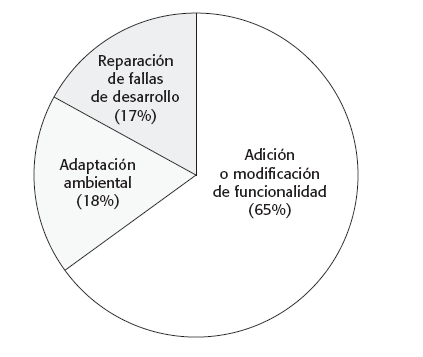 Reparación
de fallas
de desarrollo
(17%)
Adaptación
ambiental
(18%)
Adición
o modificación
de funcionalidad
(65%)